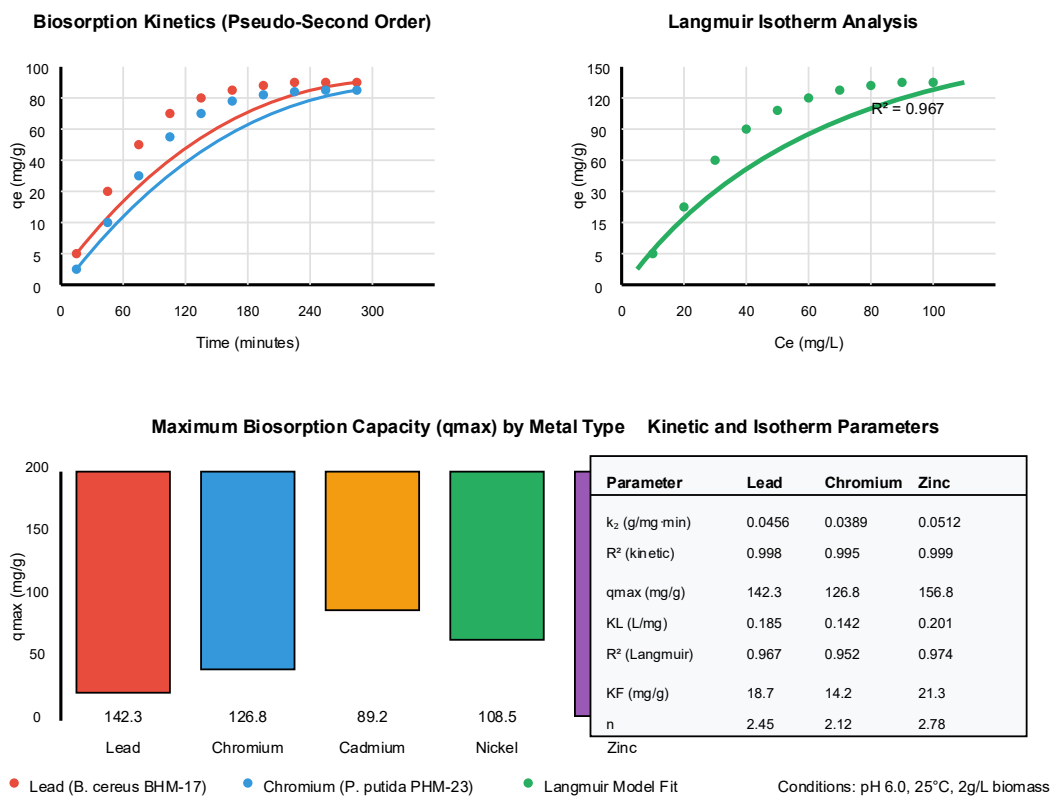 Biosorption Kinetics (Pseudo-Second Order)
100
80
60
40
20
10
5
0
qe (mg/g)
0 60 120 180 240 300
Time (minutes)
Langmuir Isotherm Analysis
150
120
90
60
30
15
5
0
qe (mg/g)
R² = 0.967
0 20 40 60 80 100
Ce (mg/L)
Maximum Biosorption Capacity (qmax) by Metal Type
200
150
100
50
0
qmax (mg/g)
142.3 126.8 89.2 108.5
Lead Chromium Cadmium Nickel Zinc
Kinetic and Isotherm Parameters
Parameter Lead Chromium Zinc
k₂ (g/mg·min) 0.0456 0.0389 0.0512
R² (kinetic) 0.998 0.995 0.999
qmax (mg/g) 142.3 126.8 156.8
KL (L/mg) 0.185 0.142 0.201
R² (Langmuir) 0.967 0.952 0.974
KF (mg/g) 18.7 14.2 21.3
n 2.45 2.12 2.78
Lead (B. cereus BHM-17) Chromium (P. putida PHM-23) Langmuir Model Fit Conditions: pH 6.0, 25°C, 2g/L biomass